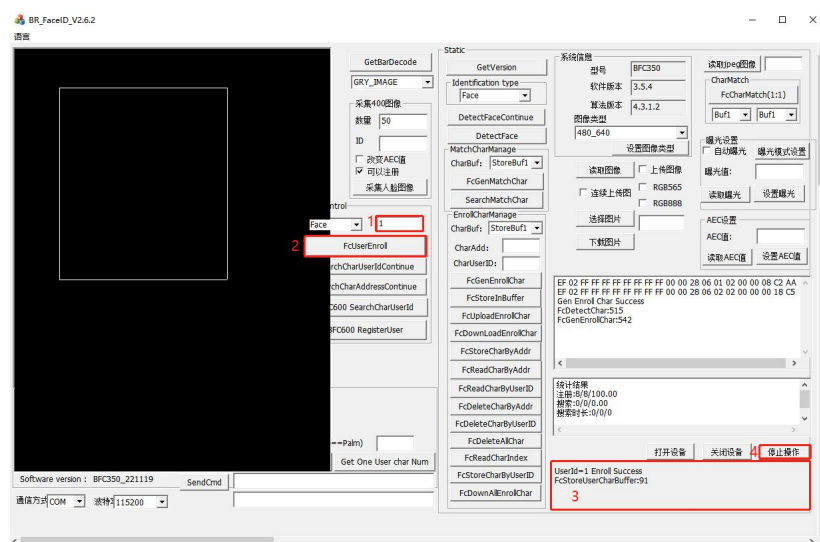 BR_FaceID_V2.6.2
语言
GetBarDecode
GRY_IMAGE
采集400图像
数量 50
ID
改变AEC值
可以注册
采集人脸图像
ntrol
Face 1 1
2 FcUserEnroll
rchCharUserIdContinue
rchCharAddressContinue
C600 SearchCharUserId
FC600 RegisterUser
==Palm)
Get One User char Num
Software version : BFC350_221119 SendCmd
通信方式 COM 波特率 115200
Static
GetVersion
Identification type
Face
DetectFaceContinue
DetectFace
MatchCharManage
CharBuf: StoreBuf1
FcGenMatchChar
SearchMatchChar
EnrollCharManage
CharBuf: StoreBuf1
CharAdd:
CharUserID:
FcGenEnrollChar
FcStoreInBuffer
FcUploadEnrollChar
FcDownLoadEnrollChar
FcStoreCharByAddr
FcReadCharByAddr
FcReadCharByUserID
FcDeleteCharByAddr
FcDeleteCharByUserID
FcDeleteAllChar
FcReadCharIndex
FcStoreCharByUserID
FcDownAllEnrollChar
系统信息
型号 BFC350
软件版本 3.5.4
算法版本 4.3.1.2
图像类型
480_640
设置图像类型
读取图像 上传图像
连续上传图 RGB565
RGB888
选择图片
下载图片
读取jpeg图像
CharMatch
FcCharMatch(1:1)
Buf1 Buf1
曝光设置
自动曝光 曝光模式设置
曝光值:
读取曝光 设置曝光
AEC设置
AEC值:
读取AEC值 设置AEC值
EF 02 FF FF FF FF FF FF FF FF 00 00 28 06 01 02 00 00 08 C2 AA
EF 02 FF FF FF FF FF FF FF FF 00 00 28 06 02 02 00 00 00 18 C5
Gen Enroll Char Success
FcDetectChar:515
FcGenEnrollChar:542
统计结果
注册:8/8/100.00
搜索:0/0/0.00
搜索时长:0/0/0
打开设备 关闭设备 4 停止操作
UserId=1 Enroll Success
FcStoreUserCharBuffer:91
3